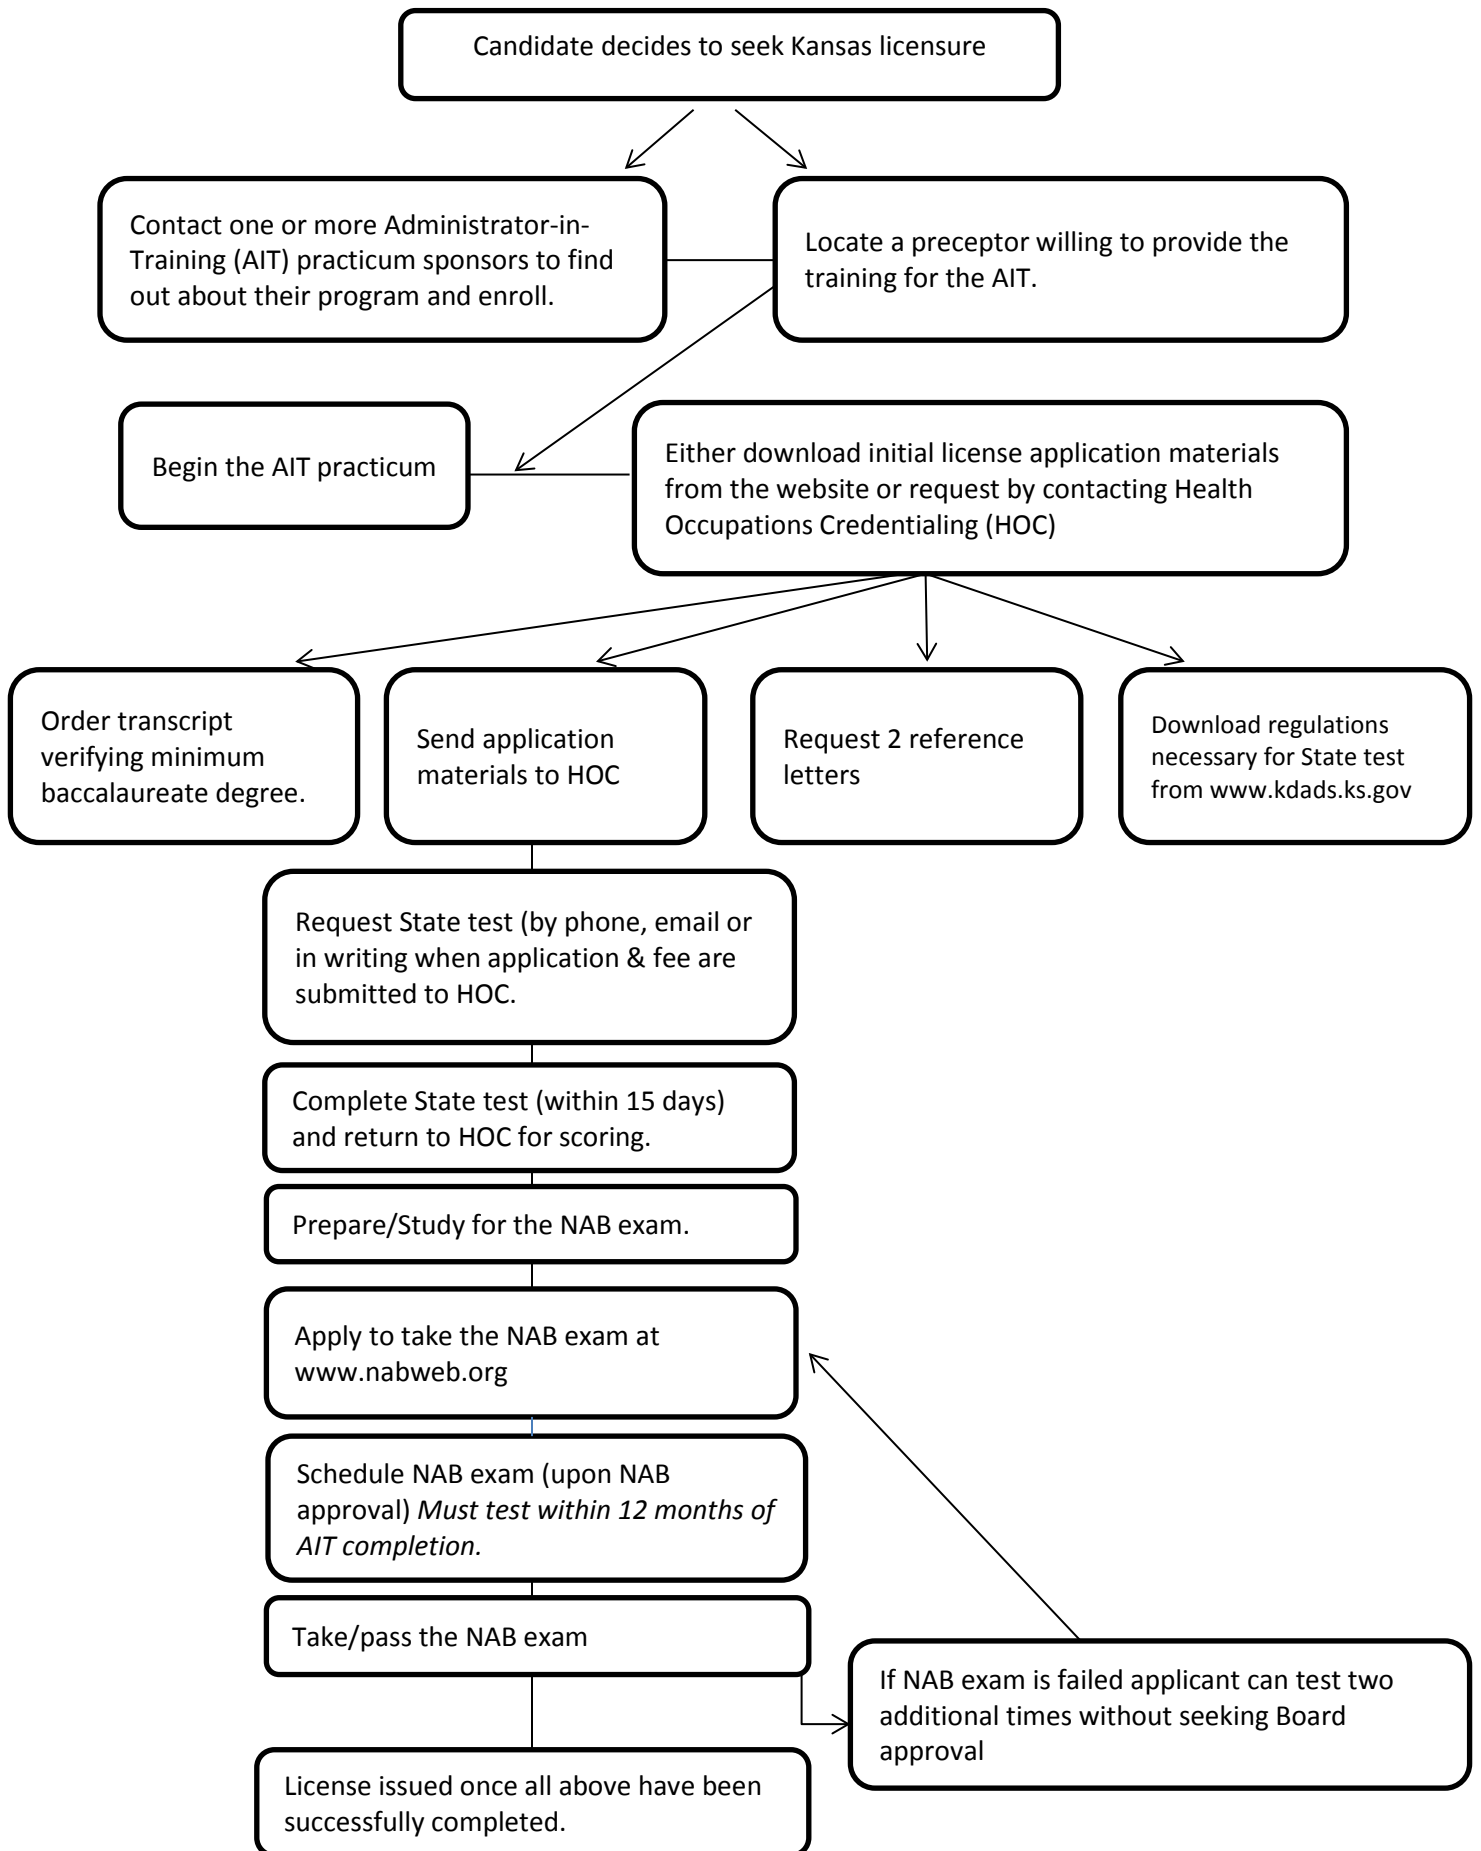 Candidate decides to seek Kansas licensure
Contact one or more Administrator-in-
Training (AIT) practicum sponsors to find
out about their program and enroll.
Locate a preceptor willing to provide the
training for the AIT.
Begin the AIT practicum
Either download initial license application materials
from the website or request by contacting Health
Occupations Credentialing (HOC)
Order transcript
verifying minimum
baccalaureate degree.
Send application
materials to HOC
Request 2 reference
letters
Download regulations
necessary for State test
from www.kdads.ks.gov
Request State test (by phone, email or
in writing when application & fee are
submitted to HOC.
Complete State test (within 15 days)
and return to HOC for scoring.
Prepare/Study for the NAB exam.
Apply to take the NAB exam at
www.nabweb.org
Schedule NAB exam (upon NAB
approval) Must test within 12 months of
AIT completion.
Take/pass the NAB exam
If NAB exam is failed applicant can test two
additional times without seeking Board
approval
License issued once all above have been
successfully completed.